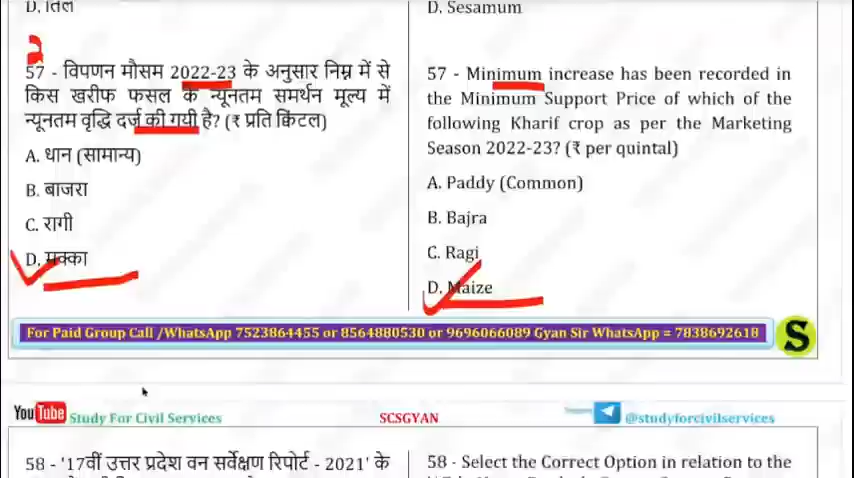 D. तिल
57 - विपणन मौसम 2022-23 के अनुसार निम्न में से
किस खरीफ फसल के न्यूनतम समर्थन मूल्य में
न्यूनतम वृद्धि दर्ज की गयी है? (₹ प्रति क्विंटल)
A. धान (सामान्य)
B. बाजरा
C. रागी
D. मक्का
D. Sesamum
57 - Minimum increase has been recorded in
the Minimum Support Price of which of the
following Kharif crop as per the Marketing
Season 2022-23? (₹ per quintal)
A. Paddy (Common)
B. Bajra
C. Ragi
D. Maize
For Paid Group Call /WhatsApp 7523864455 or 8564880530 or 9696066089 Gyan Sir WhatsApp = 7838692618
S
YouTube Study For Civil Services
SCSGYAN
@studyforcivilservices
58 - '17वीं उत्तर प्रदेश वन सर्वेक्षण रिपोर्ट - 2021' के
58 - Select the Correct Option in relation to the